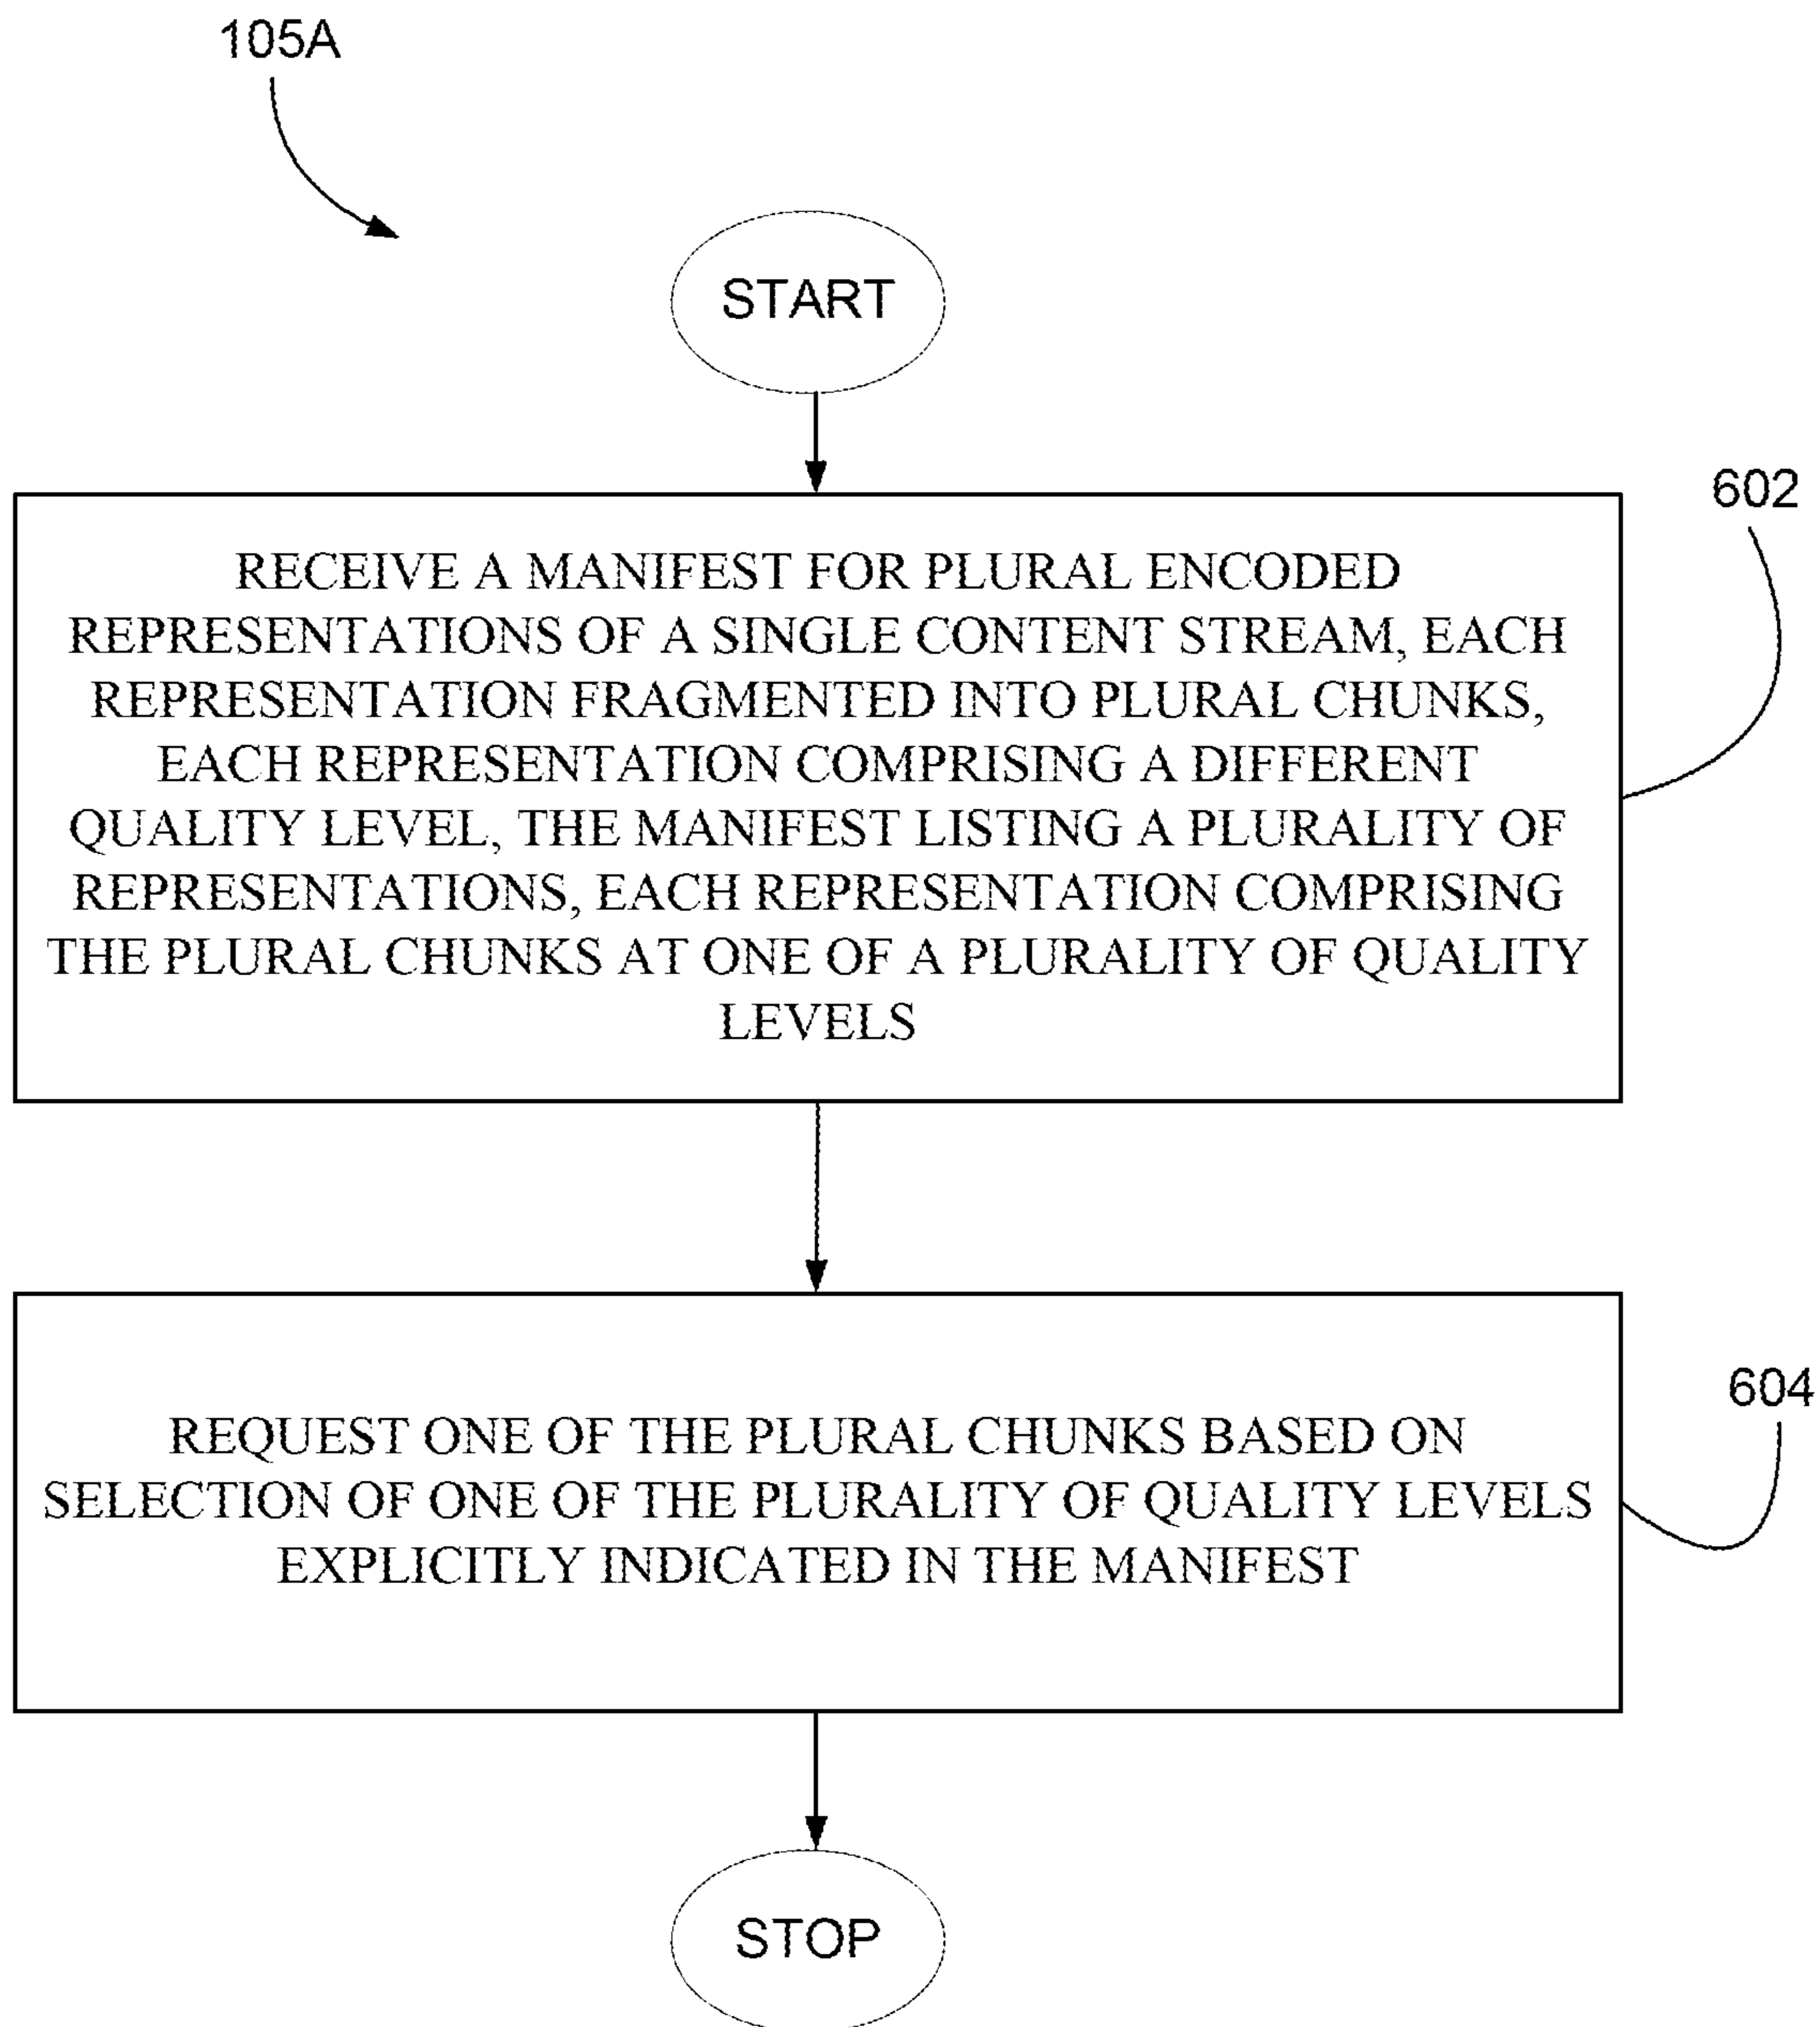 105A
START
602
RECEIVE A MANIFEST FOR PLURAL ENCODED
REPRESENTATIONS OF A SINGLE CONTENT STREAM, EACH
REPRESENTATION FRAGMENTED INTO PLURAL CHUNKS,
EACH REPRESENTATION COMPRISING A DIFFERENT
QUALITY LEVEL, THE MANIFEST LISTING A PLURALITY OF
REPRESENTATIONS, EACH REPRESENTATION COMPRISING
THE PLURAL CHUNKS AT ONE OF A PLURALITY OF QUALITY
LEVELS
604
REQUEST ONE OF THE PLURAL CHUNKS BASED ON
SELECTION OF ONE OF THE PLURALITY OF QUALITY LEVELS
EXPLICITLY INDICATED IN THE MANIFEST
STOP